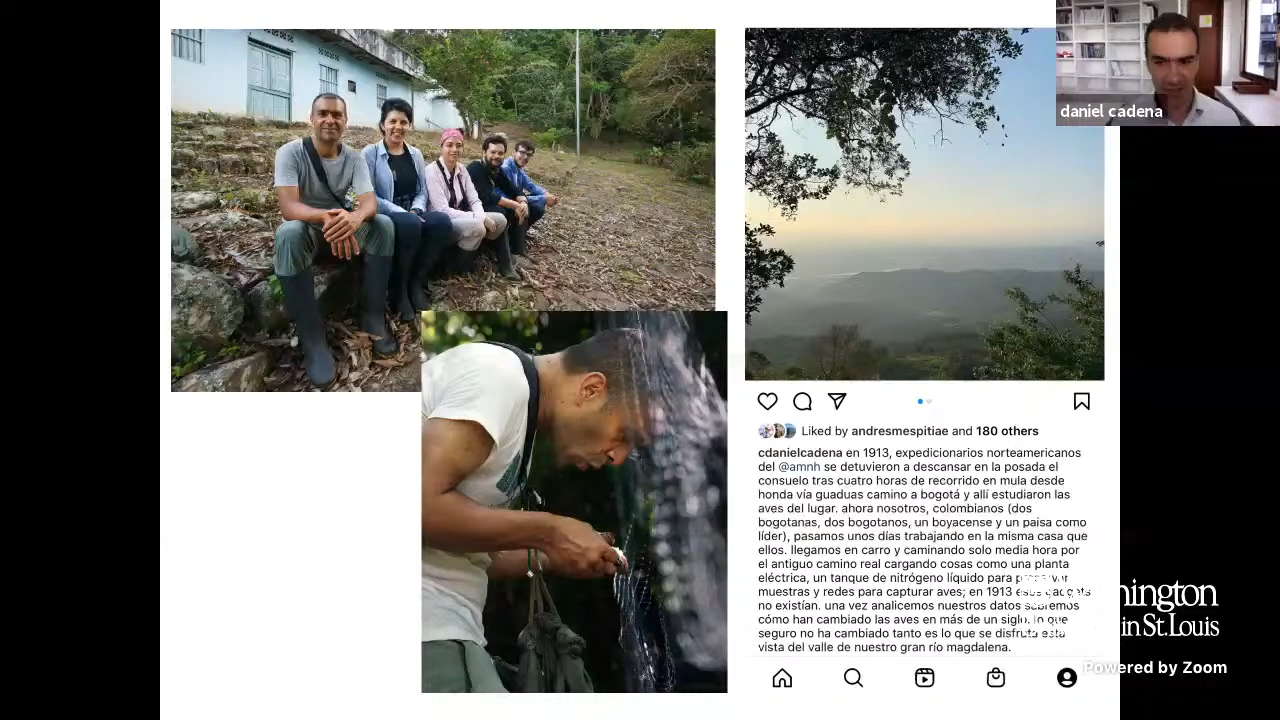 daniel cadena
Liked by andresmespitiae and 180 others
cdanielcadena en 1913, expedicionarios norteamericanos
del @amnh se detuvieron a descansar en la posada el
consuelo tras cuatro horas de recorrido en mula desde
honda vía guaduas camino a bogotá y allí estudiaron las
aves del lugar. ahora nosotros, colombianos (dos
bogotanas, dos bogotanos, un boyacense y un paisa como
líder), pasamos unos días trabajando en la misma casa que
ellos. llegamos en carro y caminando solo media hora por
el antiguo camino real cargando cosas como una planta
eléctrica, un tanque de nitrógeno líquido para
muestras y redes para capturar aves; en 1913
no existían. una vez analicemos nuestros datos sabremos
cómo han cambiado las aves en más de un siglo. lo que
seguro no ha cambiado tanto es lo que se disfruta esta
vista del valle de nuestro gran río magdalena.
in St. Louis
Powered by Zoom